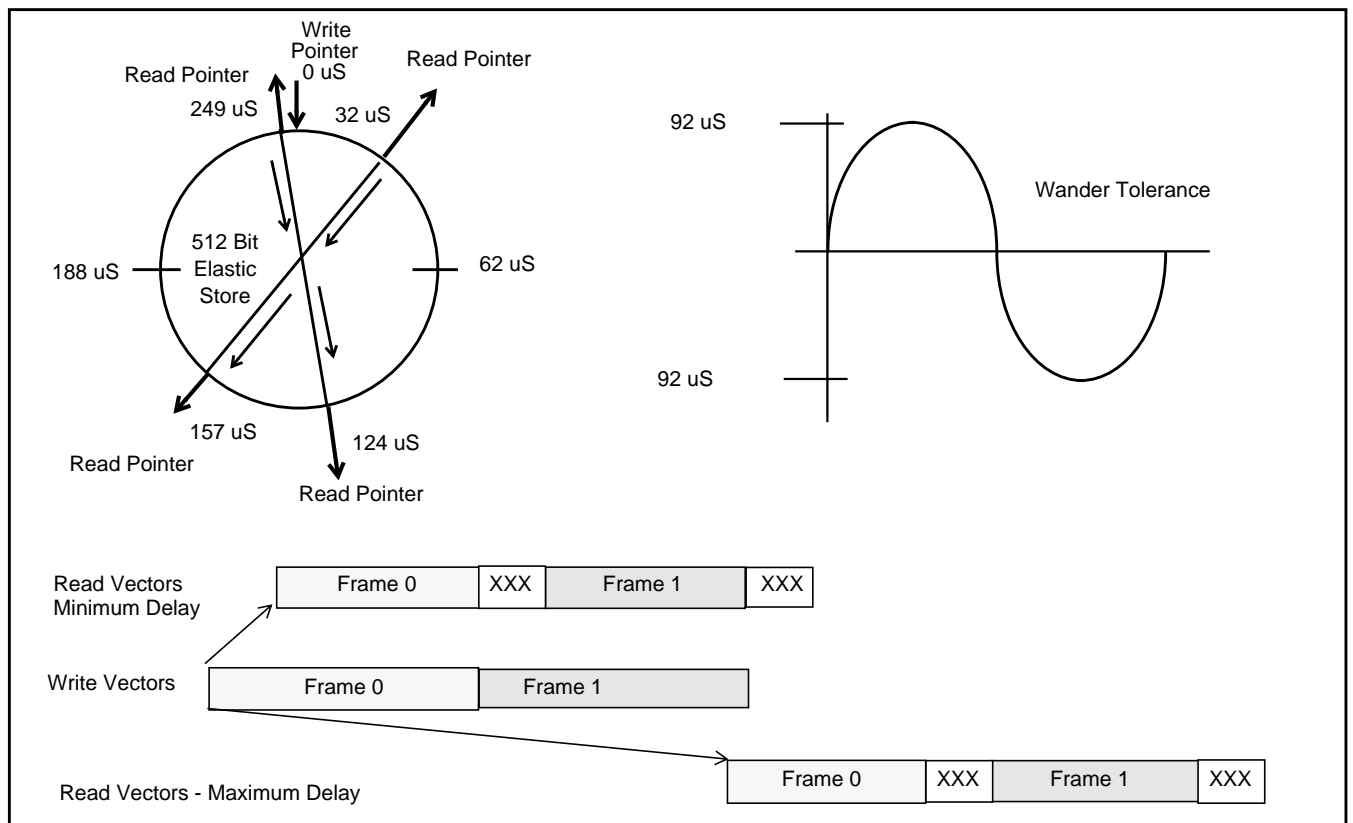 Write
Pointer
0 uS
Read Pointer
Read Pointer
249 uS
32 uS
512 Bit
Elastic
Store
188 uS
62 uS
157 uS
124 uS
Read Pointer
Read Pointer
92 uS
Wander Tolerance
92 uS
Read Vectors
Minimum Delay
Frame 0 XXX Frame 1 XXX
Write Vectors Frame 0 Frame 1
Read Vectors - Maximum Delay Frame 0 XXX Frame 1 XXX